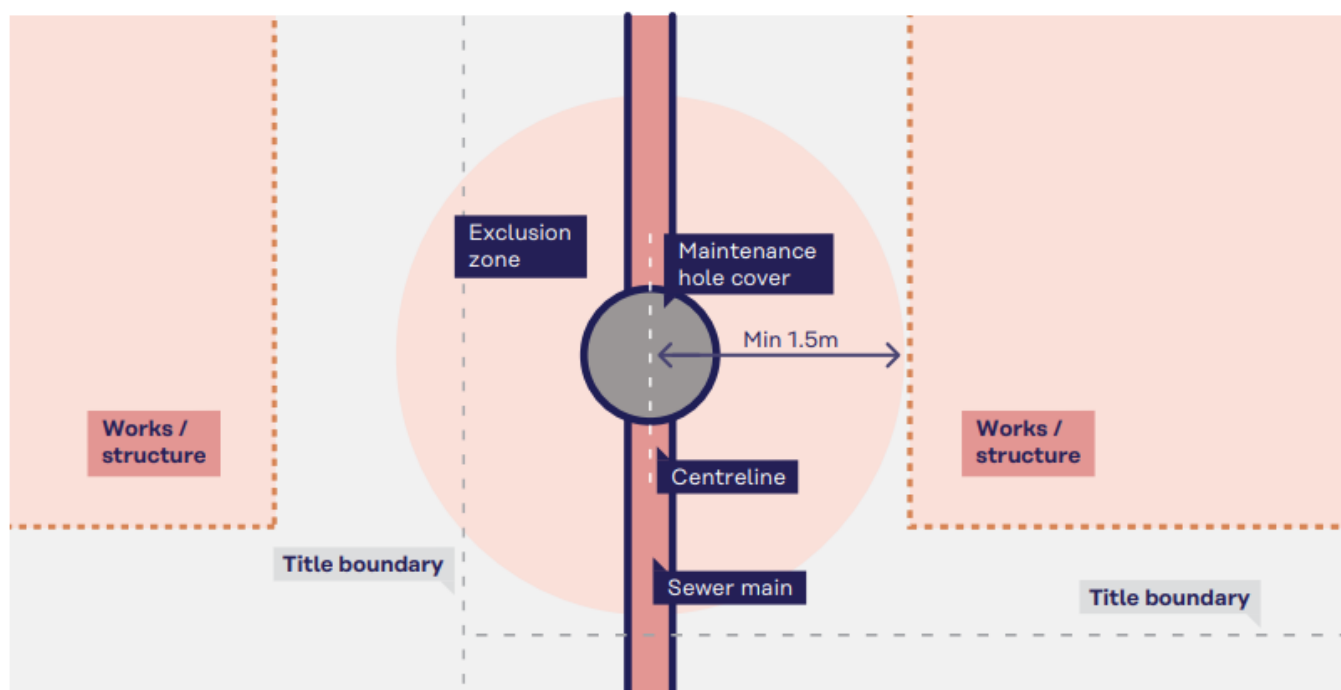 Exclusion
zone
Maintenance
hole cover
Min 1.5m
Works /
structure
Works /
structure
Centreline
Title boundary
Sewer main
Title boundary